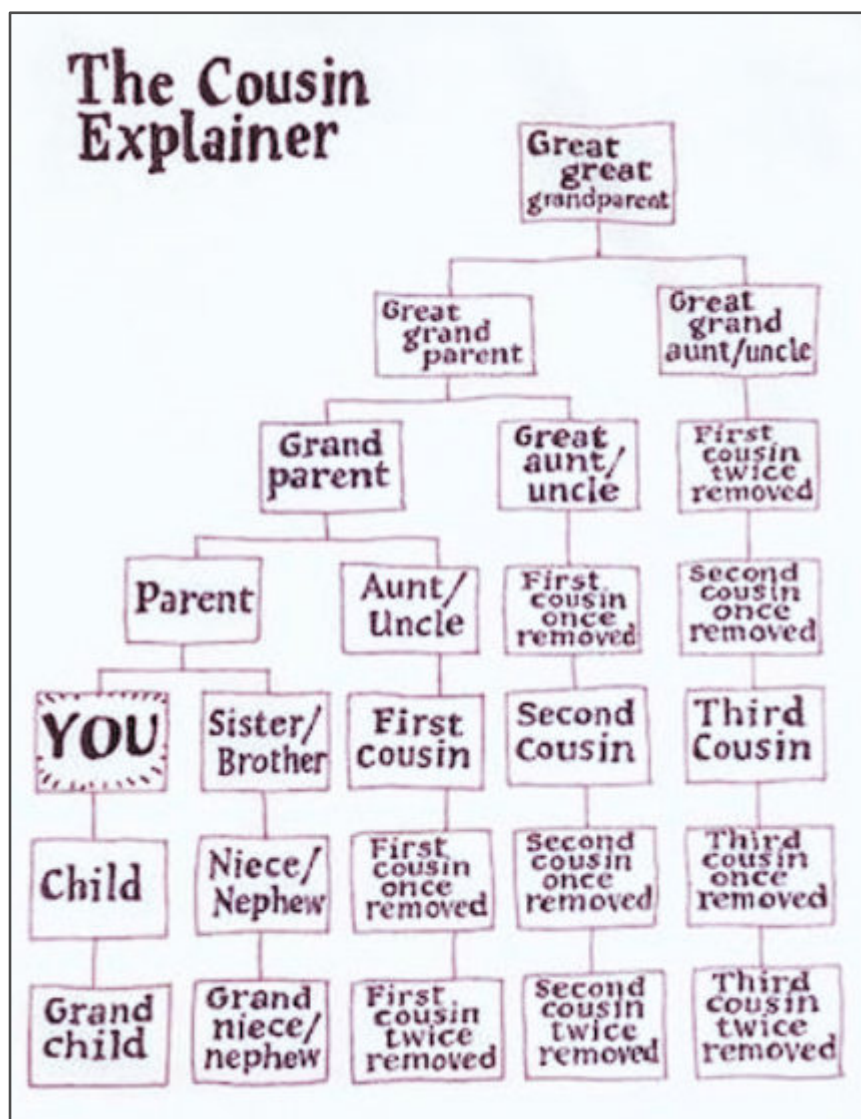 The Cousin
Explainer
Great
great
grandparent
Great
grand
parent
Great
grand
aunt/uncle
Grand
parent
Great
aunt/
uncle
First
cousin
twice
removed
Parent
Aunt/
Uncle
First
cousin
once
removed
Second
cousin
once
removed
YOU
Sister/
Brother
First
Cousin
Second
Cousin
Third
Cousin
Child
Niece/
Nephew
First
cousin
once
removed
Second
cousin
once
removed
Third
cousin
once
removed
Grand
child
Grand
niece/
nephew
First
cousin
twice
removed
Second
cousin
twice
removed
Third
cousin
twice
removed